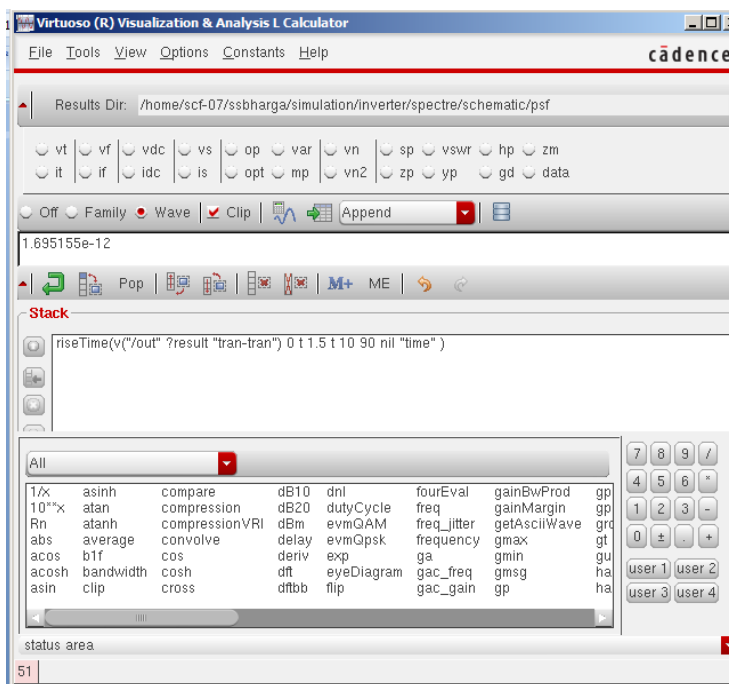 Virtuoso (R) Visualization & Analysis L Calculator
File Tools View Options Constants Help
cādence
Results Dir: /home/scf-07/ssbharga/simulation/inverter/spectre/schematic/psf
vt vf vdc vs op var vn sp vswr hp zm
it if idc is opt mp vn2 zp yp gd data
Off Family Wave Clip Append
1.695155e-12
Pop M+ ME
Stack
riseTime(v("/out" ?result "tran-tran") 0 t 1.5 t 10 90 nil "time" )
All
7 8 9 /
4 5 6 *
1 2 3 -
0 ± . +
user 1 user 2
user 3 user 4
1/x asinh compare dB10 dnl fourEval gainBwProd gp
10**x atan compression dB20 dutyCycle freq gainMargin gp
Rn atanh compressionVRI dBm evmQAM freq_jitter getAsciiWave gro
abs average convolve delay evmQpsk frequency gmax gt
acos b1f cos deriv exp ga gmin gu
acosh bandwidth cosh dft eyeDiagram gac_freq gmsg ha
asin clip cross dftbb flip gac_gain gp ha
status area
51